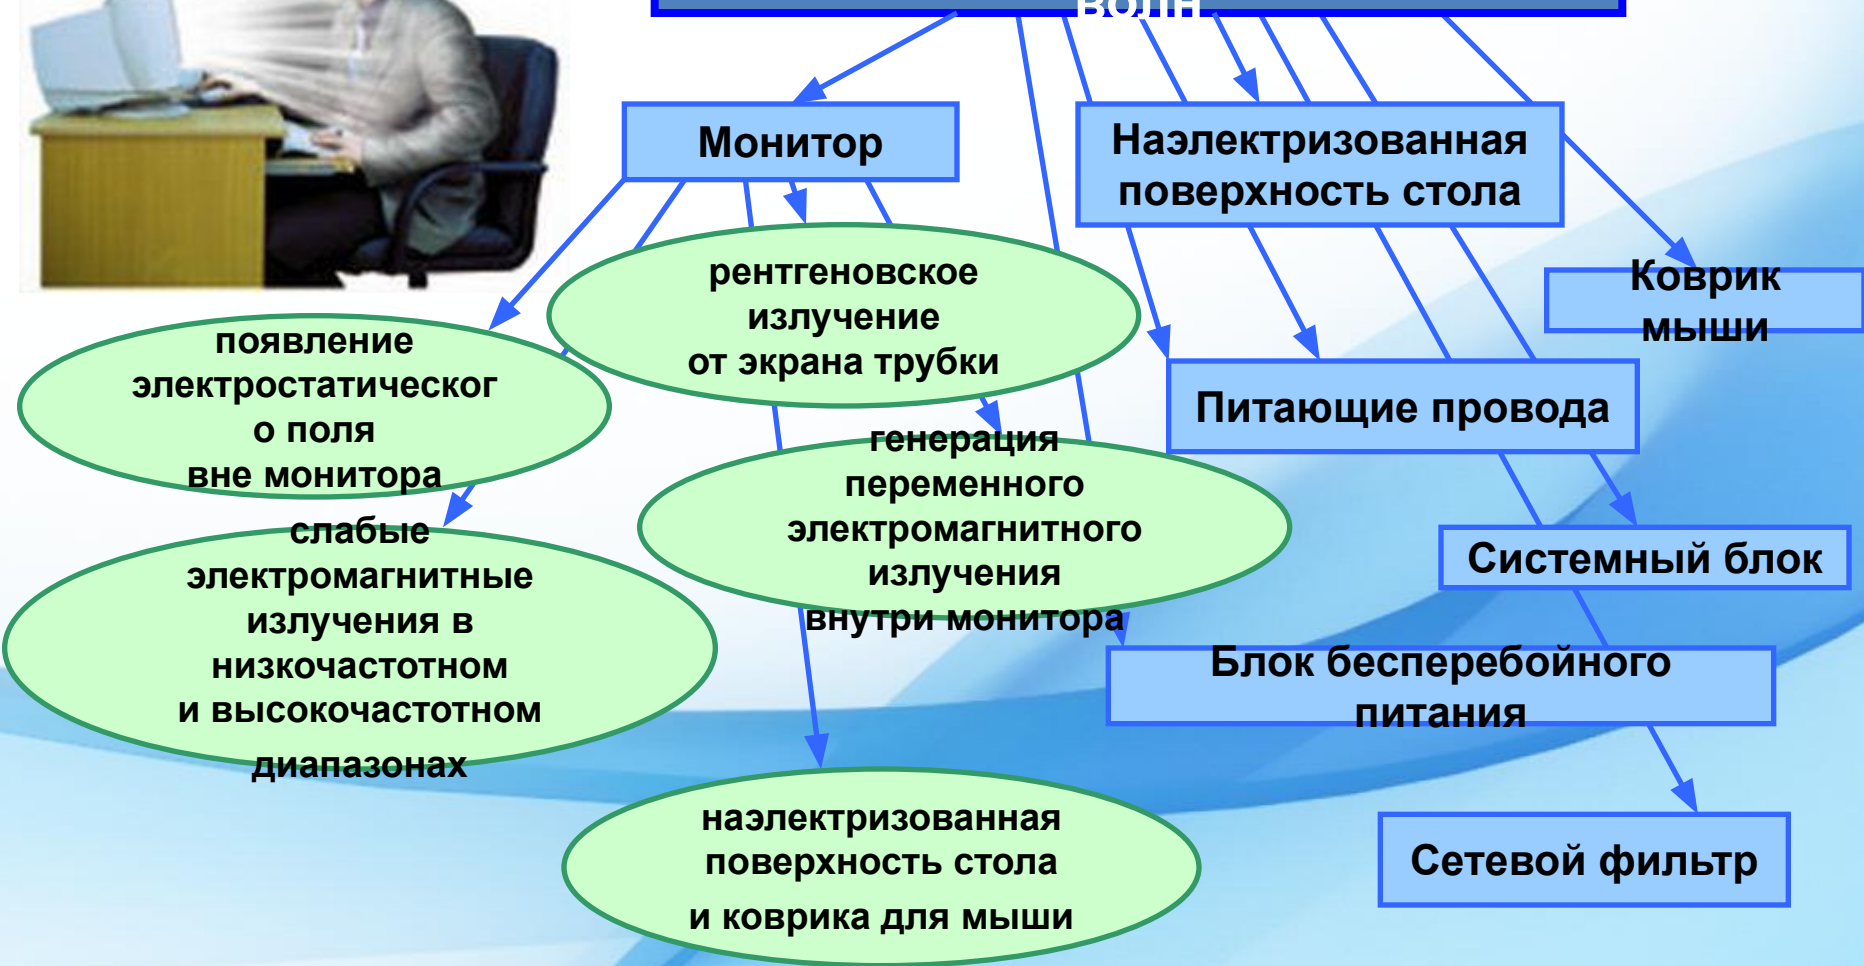 волн
Монитор
Наэлектризованная
поверхность стола
Коврик
мыши
рентгеновское
излучение
от экрана трубки
появление
электростатическог
о поля
вне монитора
Питающие провода
генерация
переменного
электромагнитного
излучения
внутри монитора
слабые
электромагнитные
излучения в
низкочастотном
и высокочастотном
диапазонах
Системный блок
Блок бесперебойного
питания
наэлектризованная
поверхность стола
и коврика для мыши
Сетевой фильтр